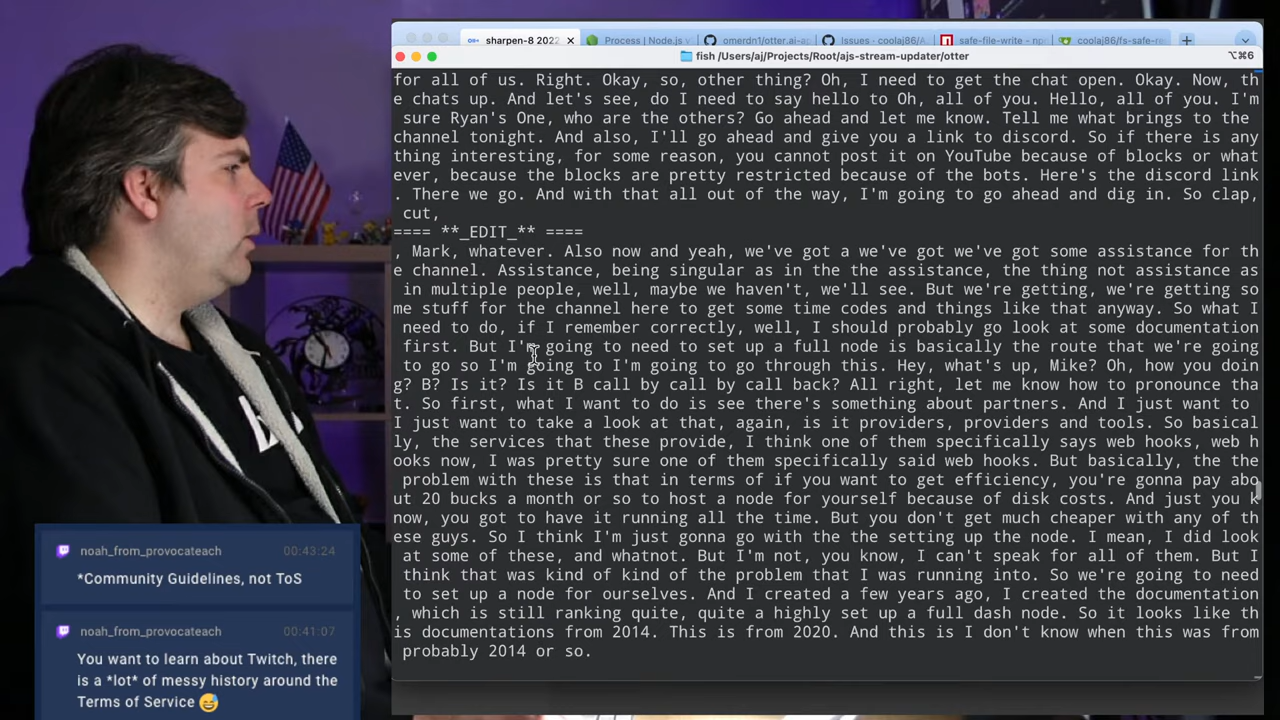 sharpen-8 2022
Process | Node.js v
omerdn1/otter.ai-ap
Issues · coolaj86/A
safe-file-write - np
coolaj86/fs-safe-re
fish /Users/aj/Projects/Root/ajs-stream-updater/otter
⌥⌘6
for all of us. Right. Okay, so, other thing? Oh, I need to get the chat open. Okay. Now, th
e chats up. And let's see, do I need to say hello to Oh, all of you. Hello, all of you. I'm
sure Ryan's One, who are the others? Go ahead and let me know. Tell me what brings to the
channel tonight. And also, I'll go ahead and give you a link to discord. So if there is any
thing interesting, for some reason, you cannot post it on YouTube because of blocks or what
ever, because the blocks are pretty restricted because of the bots. Here's the discord link
. There we go. And with that all out of the way, I'm going to go ahead and dig in. So clap,
cut,
==== **_EDIT_** ====
, Mark, whatever. Also now and yeah, we've got a we've got we've got some assistance for th
e channel. Assistance, being singular as in the the assistance, the thing not assistance as
in multiple people, well, maybe we haven't, we'll see. But we're getting, we're getting so
me stuff for the channel here to get some time codes and things like that anyway. So what I
need to do, if I remember correctly, well, I should probably go look at some documentation
first. But I'm going to need to set up a full node is basically the route that we're going
to go so I'm going to I'm going to go through this. Hey, what's up, Mike? Oh, how you doin
g? B? Is it? Is it B call by call by call back? All right, let me know how to pronounce tha
t. So first, what I want to do is see there's something about partners. And I just want to
I just want to take a look at that, again, is it providers, providers and tools. So basical
ly, the services that these provide, I think one of them specifically says web hooks, web h
ooks now, I was pretty sure one of them specifically said web hooks. But basically, the the
problem with these is that in terms of if you want to get efficiency, you're gonna pay abo
ut 20 bucks a month or so to host a node for yourself because of disk costs. And just you k
now, you got to have it running all the time. But you don't get much cheaper with any of th
ese guys. So I think I'm just gonna go with the the setting up the node. I mean, I did look
at some of these, and whatnot. But I'm not, you know, I can't speak for all of them. But I
think that was kind of kind of the problem that I was running into. So we're going to need
to set up a node for ourselves. And I created a few years ago, I created the documentation
, which is still ranking quite, quite a highly set up a full dash node. So it looks like th
is documentations from 2014. This is from 2020. And this is I don't know when this was from
probably 2014 or so.
noah_from_provocateach 00:43:24
*Community Guidelines, not ToS
noah_from_provocateach 00:41:07
You want to learn about Twitch, there
is a *lot* of messy history around the
Terms of Service 😅